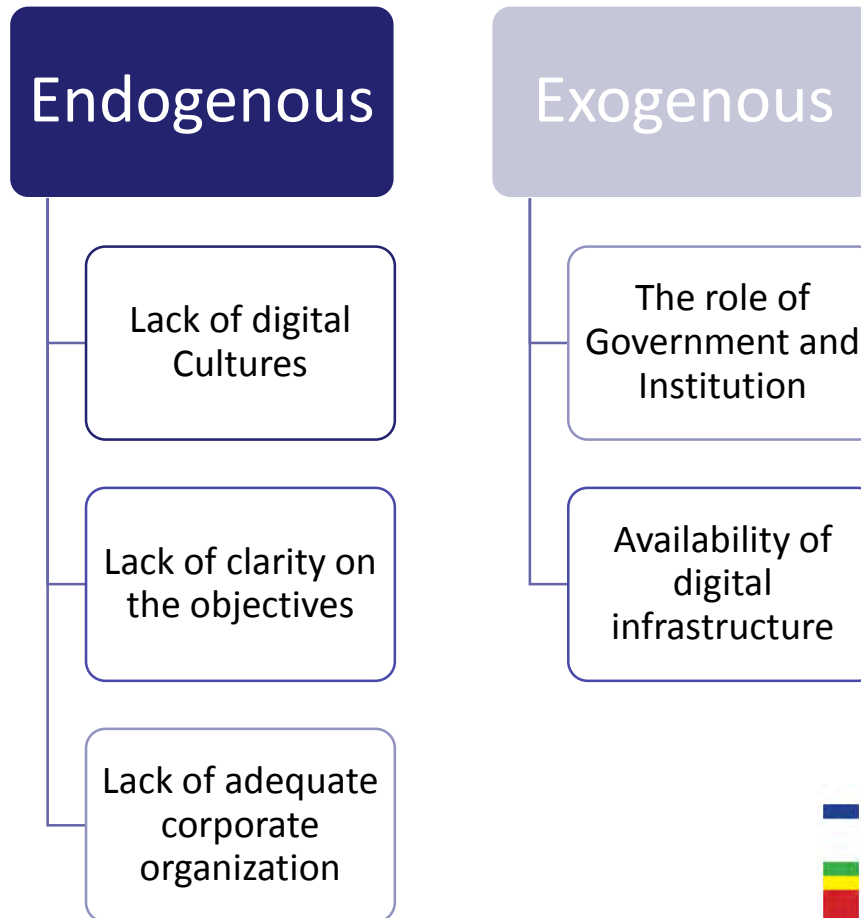 Endogenous
Lack of digital
Cultures
Lack of clarity on
the objectives
Lack of adequate
corporate
organization
Exogenous
The role of
Government and
Institution
Availability of
digital
infrastructure